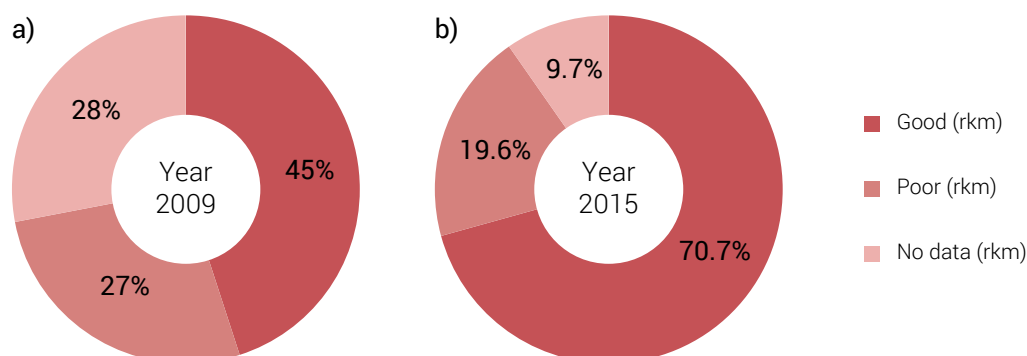 a)
28%
45%
27%
Year
2009
b)
9.7%
19.6%
70.7%
Year
2015
Good (rkm)
Poor (rkm)
No data (rkm)